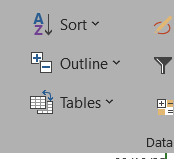 Sort
Outline
Tables
Data